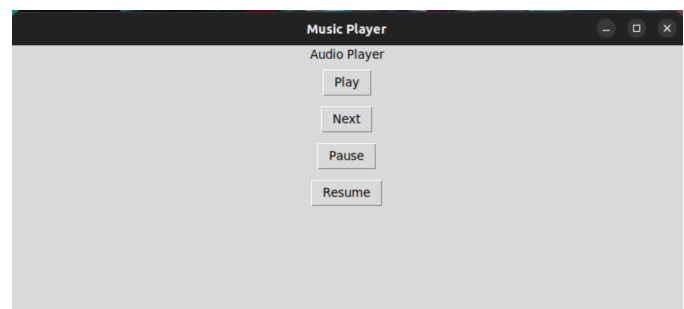 Music Player
Audio Player
Play
Next
Pause
Resume